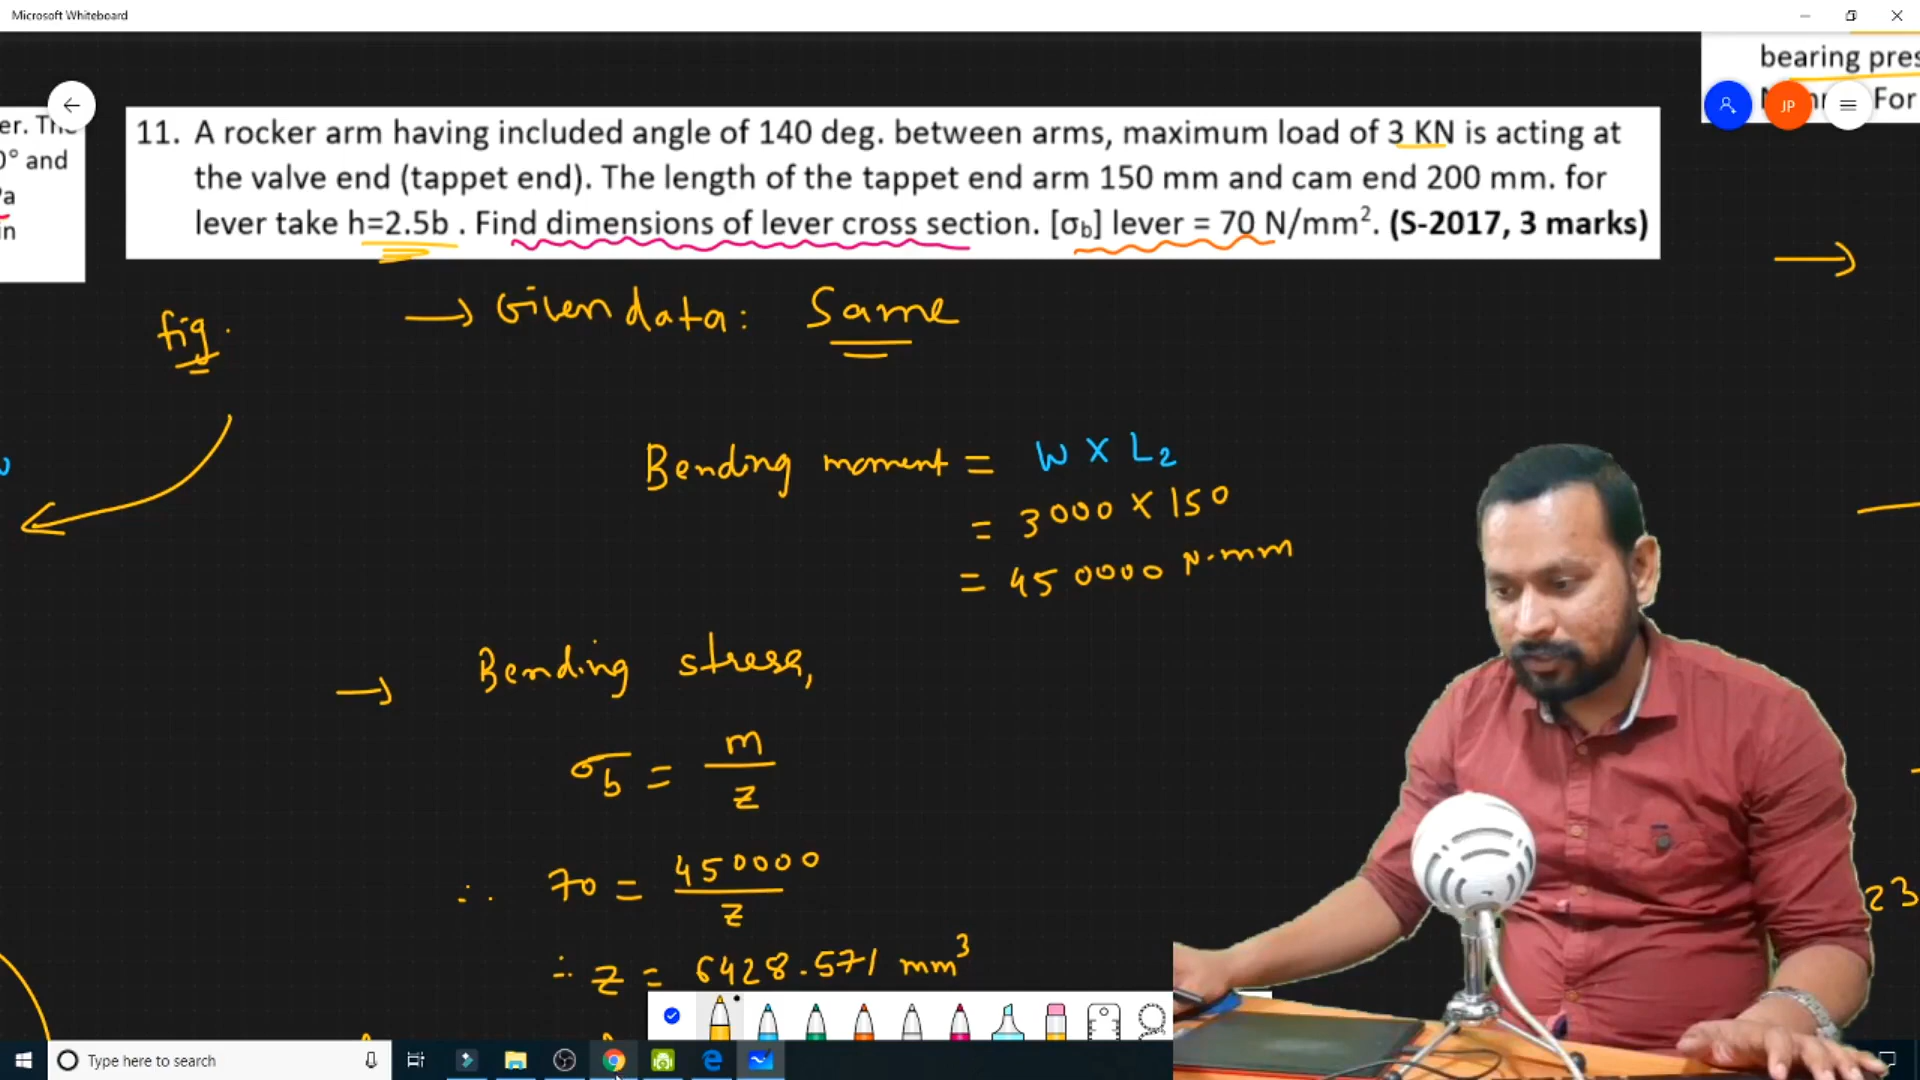 Microsoft Whiteboard
bearing pres
For
JP
er. The
0° and
Pa
in
11. A rocker arm having included angle of 140 deg. between arms, maximum load of 3 KN is acting at
the valve end (tappet end). The length of the tappet end arm 150 mm and cam end 200 mm. for
lever take h=2.5b . Find dimensions of lever cross section. [σb] lever = 70 N/mm². (S-2017, 3 marks)
fig.
→ Given data: Same
Bending moment = W X L2
= 3000 X 150
= 450000 N.mm
→ Bending stress,
σb = m/z
∴ 70 = 450000/z
∴ z = 6428.571 mm³
23
Type here to search